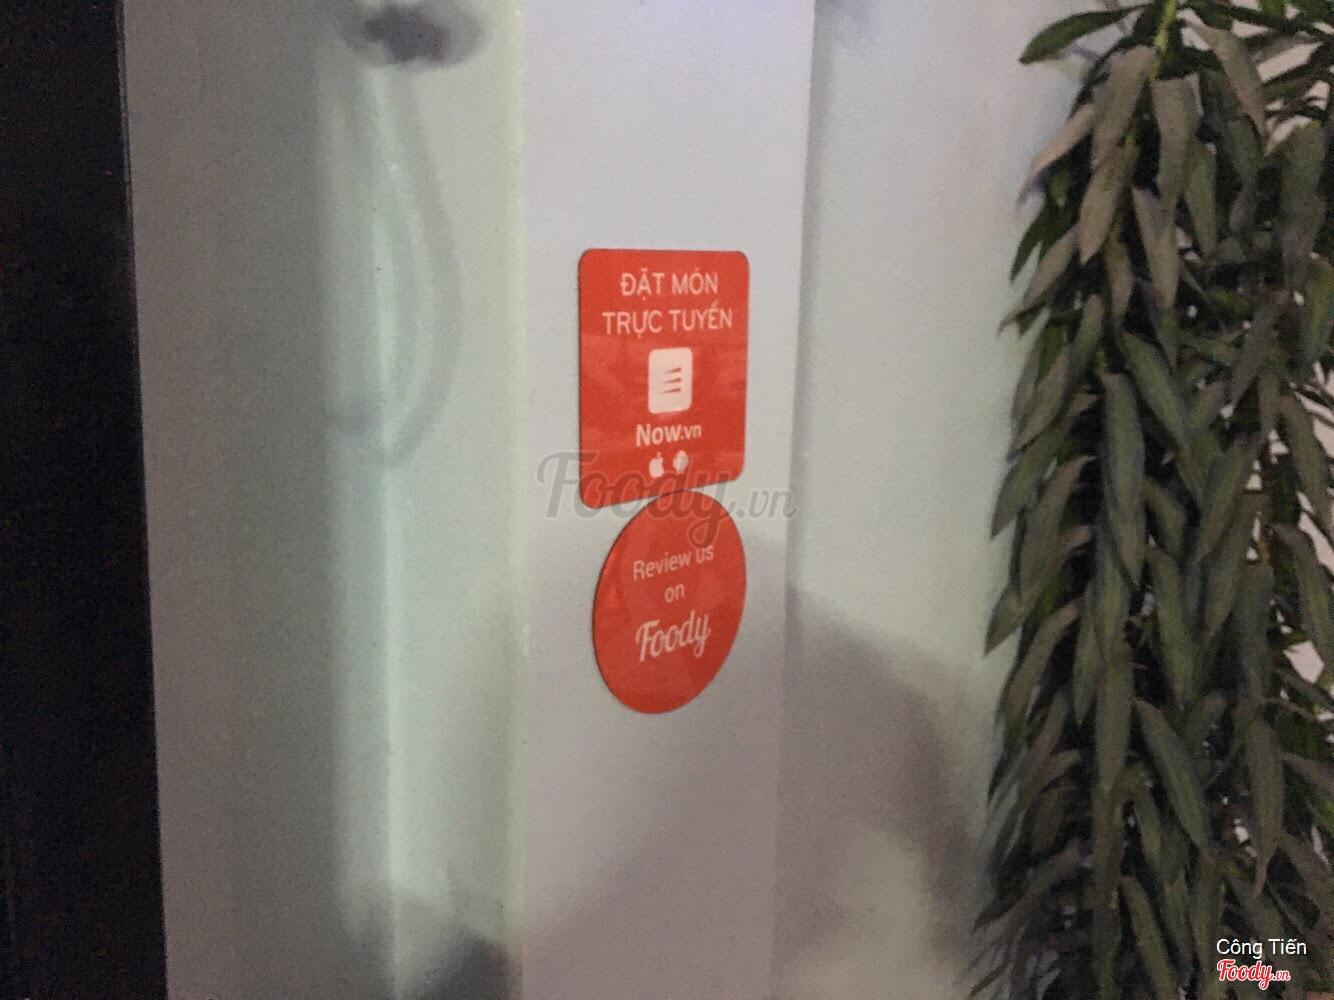 ĐẶT MÓN
TRỰC TUYẾN
Now.vn
Foody.vn
Review us
on
Foody
Công Tiến
Foody.vn